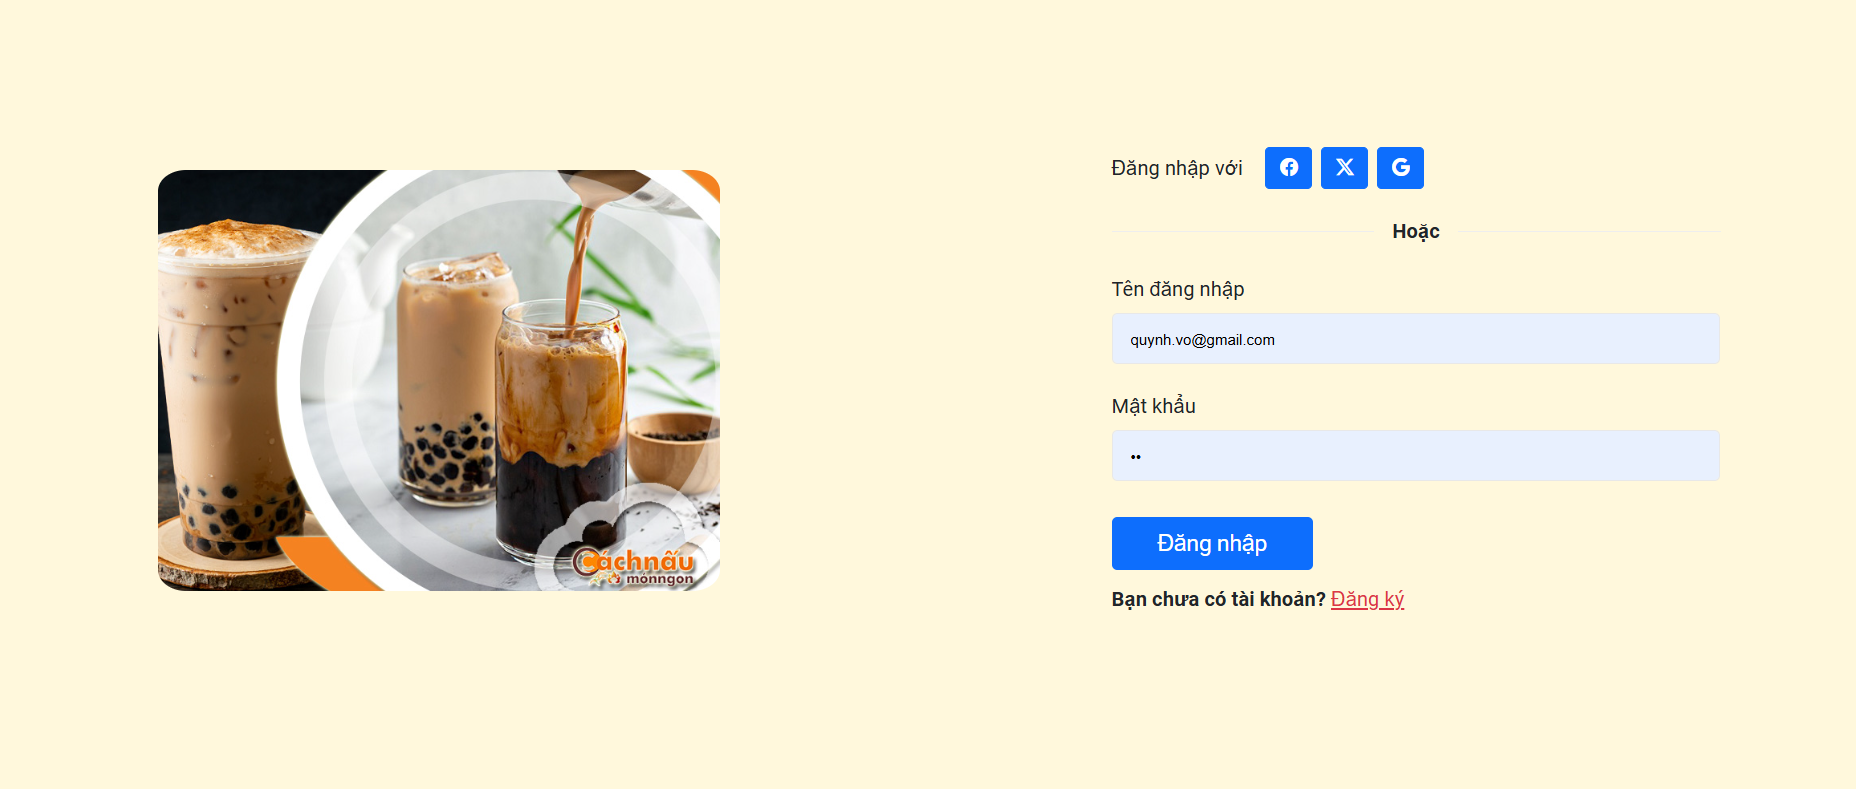 Cáchnấu
mónngon
Đăng nhập với
Hoặc
Tên đăng nhập
quynh.vo@gmail.com
Mật khẩu
••
Đăng nhập
Bạn chưa có tài khoản? Đăng ký